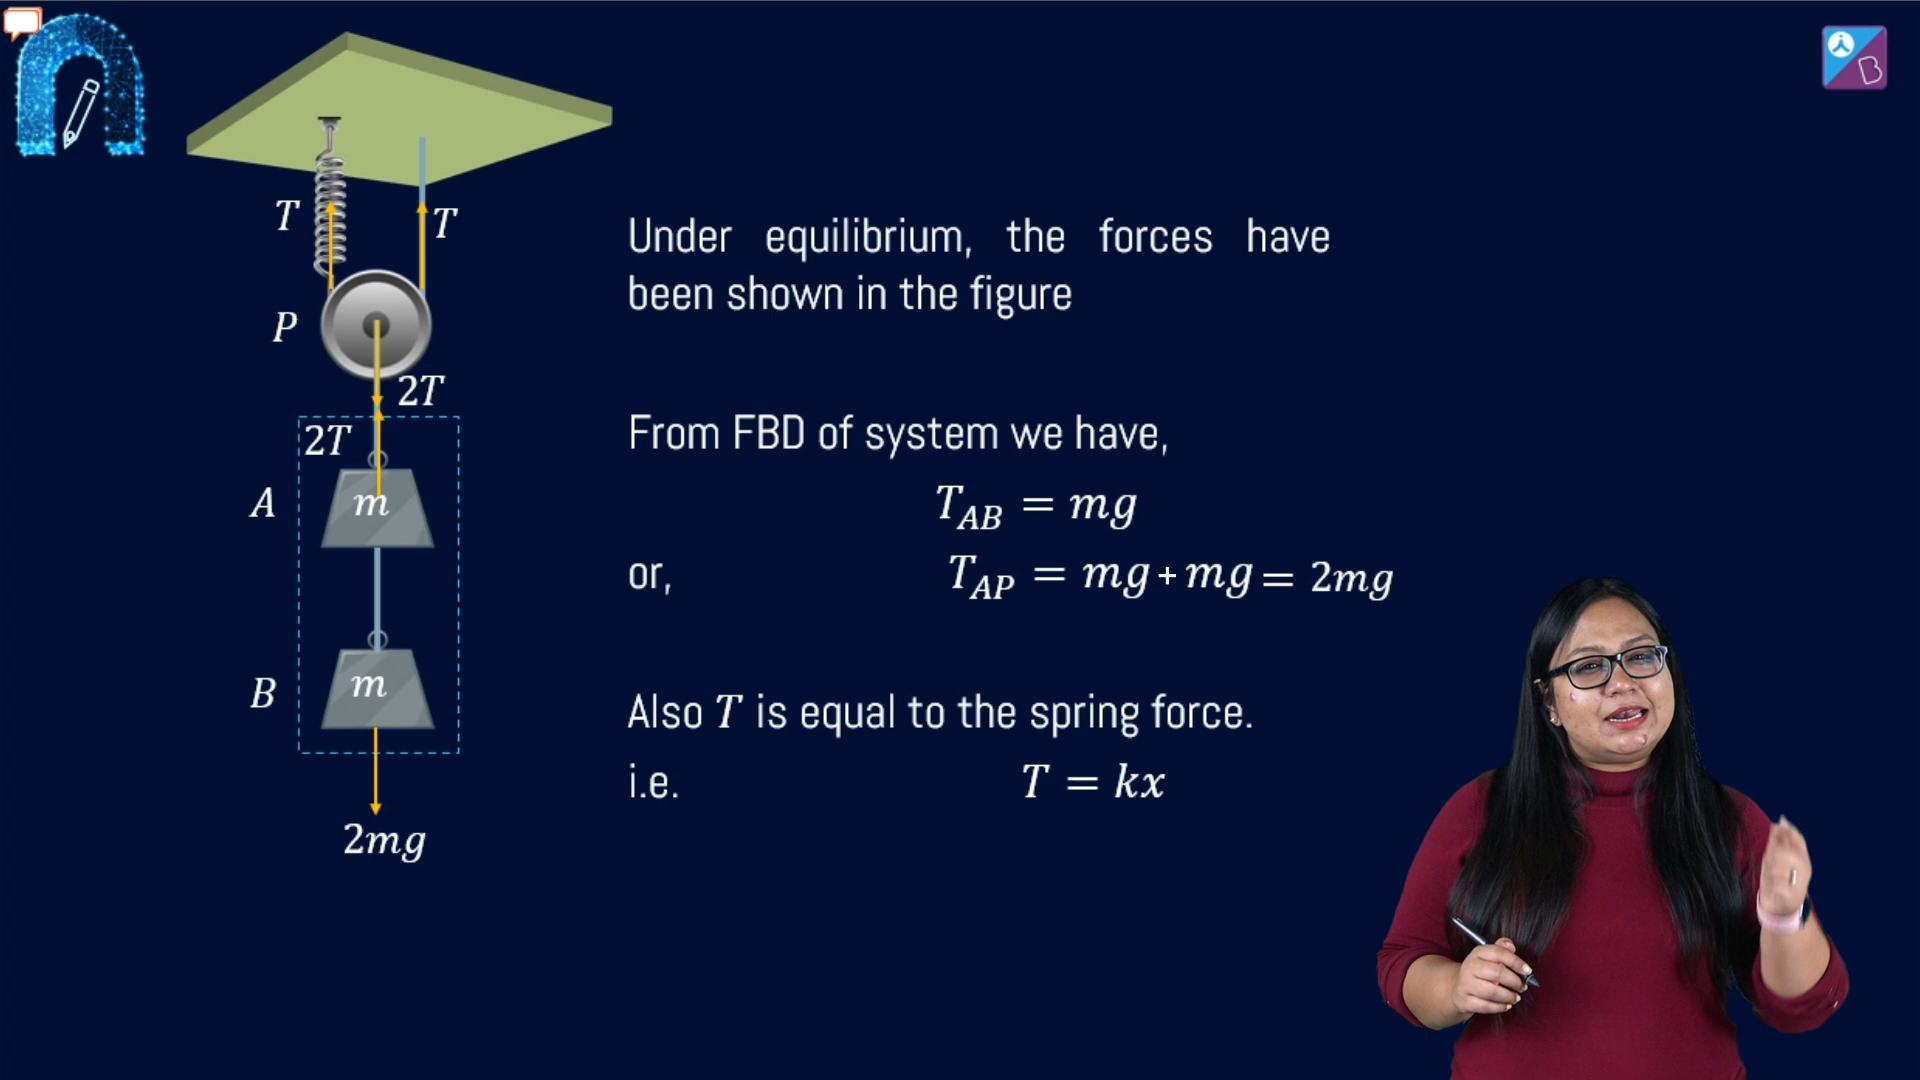 T
T
P
2T
2T
A
m
B
m
2mg
Under equilibrium, the forces have
been shown in the figure
From FBD of system we have,
T_AB = mg
or, T_AP = mg + mg = 2mg
Also T is equal to the spring force.
i.e. T = kx
B